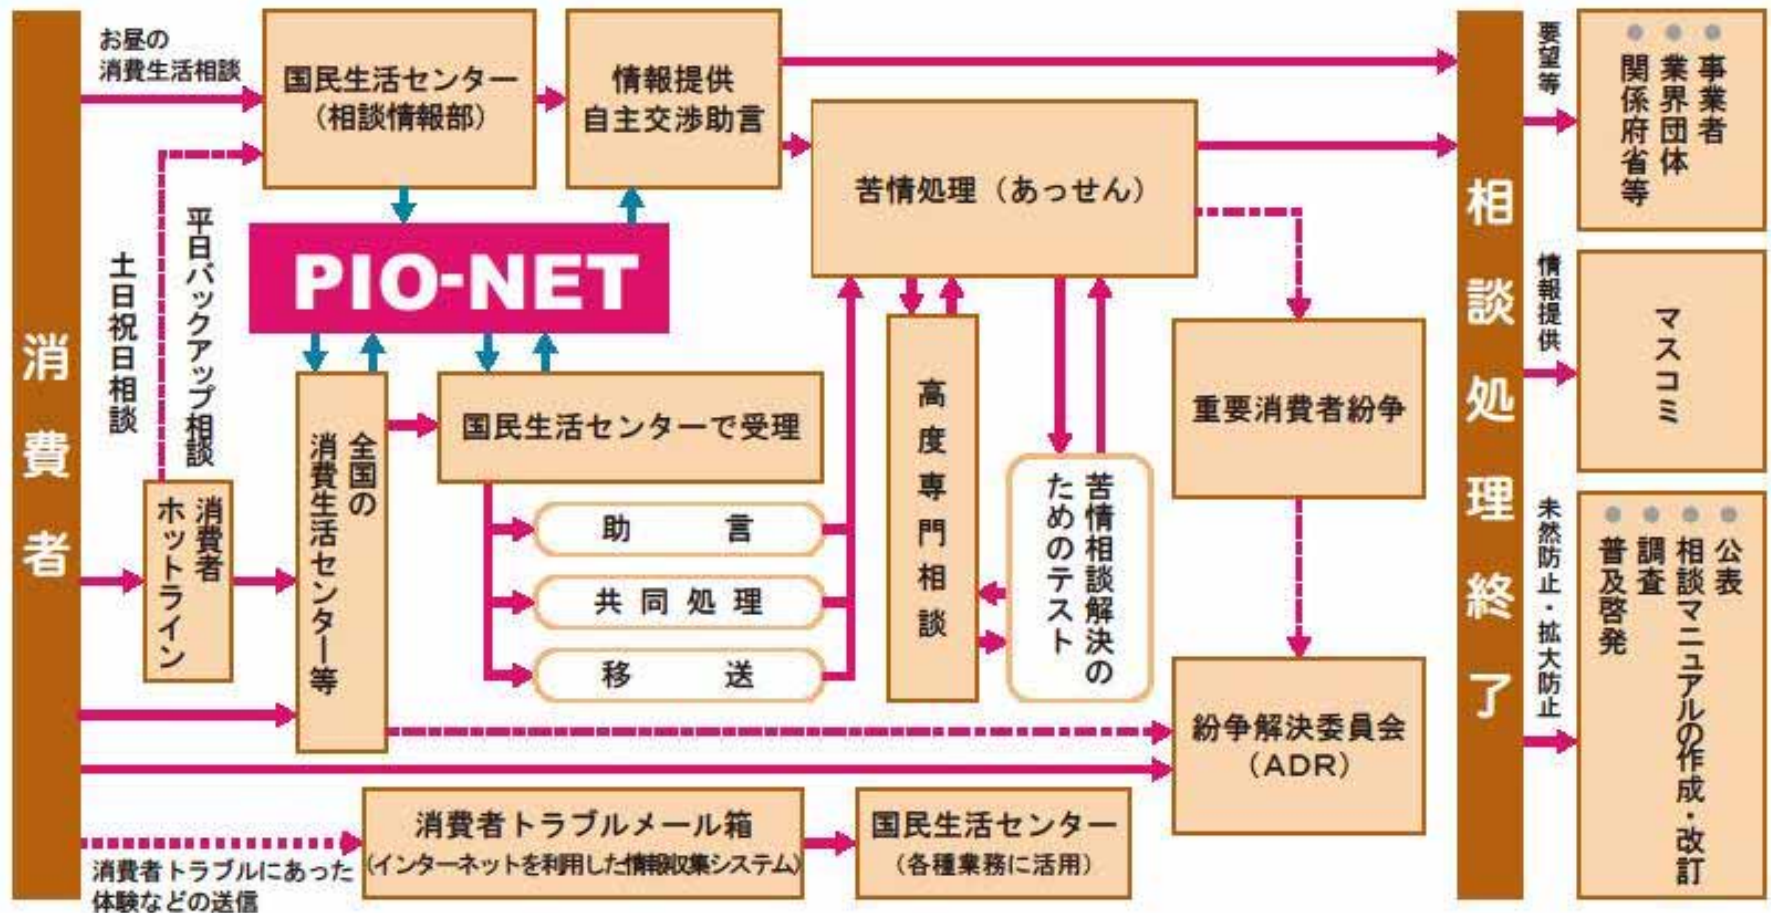 消費者
お昼の
消費生活相談
国民生活センター
（相談情報部）
情報提供
自主交渉助言
苦情処理（あっせん）
平日バックアップ相談
土日祝日相談
PIO-NET
消費者
ホットライン
全国の
消費生活センター等
国民生活センターで受理
助言
共同処理
移送
高度専門相談
苦情相談解決の
ためのテスト
重要消費者紛争
紛争解決委員会
（ADR）
消費者トラブルにあった
体験などの送信
消費者トラブルメール箱
（インターネットを利用した情報収集システム）
国民生活センター
（各種業務に活用）
相談処理終了
要望等
●事業者
●業界団体
●関係府省等
情報提供
マスコミ
未然防止・拡大防止
●公表
●相談マニュアルの作成・改訂
●調査
●普及啓発